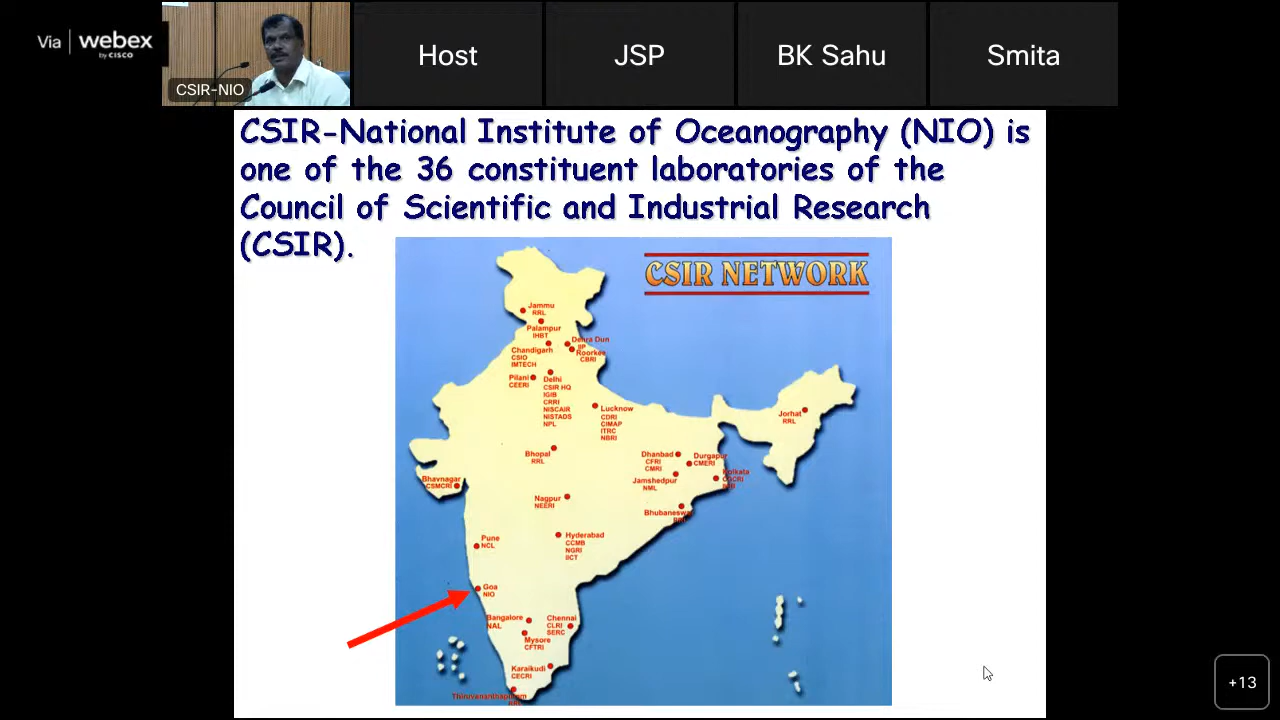 Via webex
by CISCO
CSIR-NIO
Host
JSP
BK Sahu
Smita
CSIR-National Institute of Oceanography (NIO) is
one of the 36 constituent laboratories of the
Council of Scientific and Industrial Research
(CSIR).
CSIR NETWORK
Jammu
RRL
Palampur
IHBT
Chandigarh
CSIO
IMTECH
Dehra Dun
IIP
Roorkee
CBRI
Pilani
CEERI
Delhi
CSIR HQ
IGIB
CRRI
NISCAIR
NISTADS
NPL
Lucknow
CDRI
CIMAP
ITRC
NBRI
Jorhat
RRL
Bhopal
RRL
Dhanbad
CFRI
CMRI
Durgapur
CMERI
Jamshedpur
NML
Kolkata
Bhavnagar
CSMCRI
Nagpur
NEERI
Bhubaneswar
Pune
NCL
Hyderabad
CCMB
NGRI
IICT
Goa
NIO
Bangalore
NAL
Chennai
CLRI
SERC
Mysore
CFTRI
Karaikudi
CECRI
Thiruvananthapuram
+13